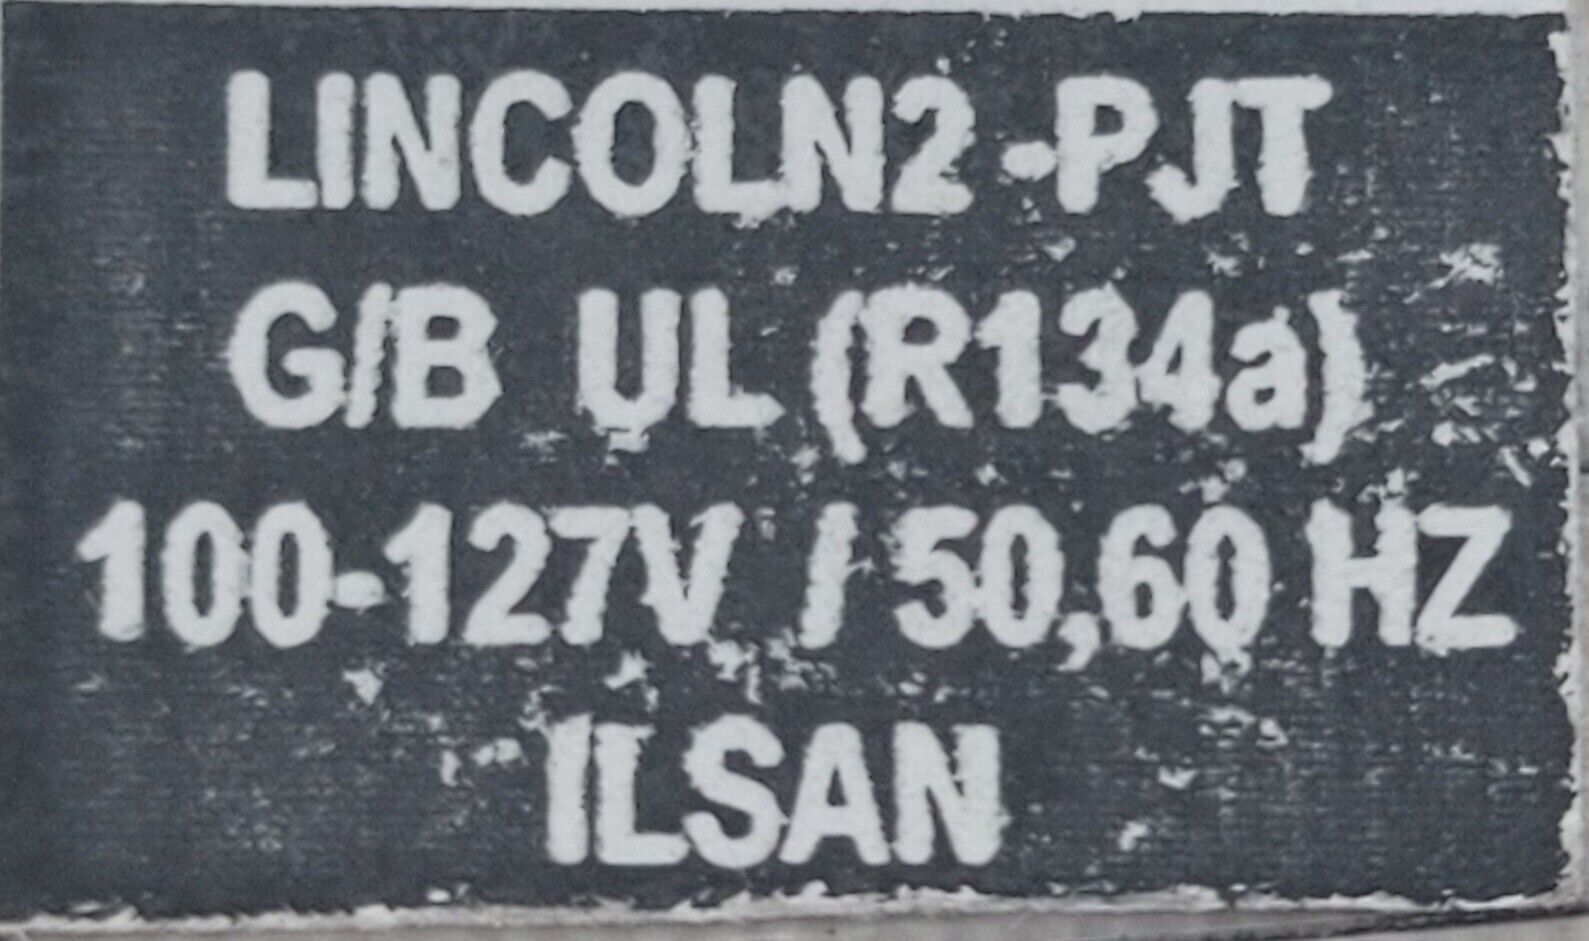 LINCOLN2-PJT
G/B UL (R134a)
100-127V / 50,60 HZ
ILSAN